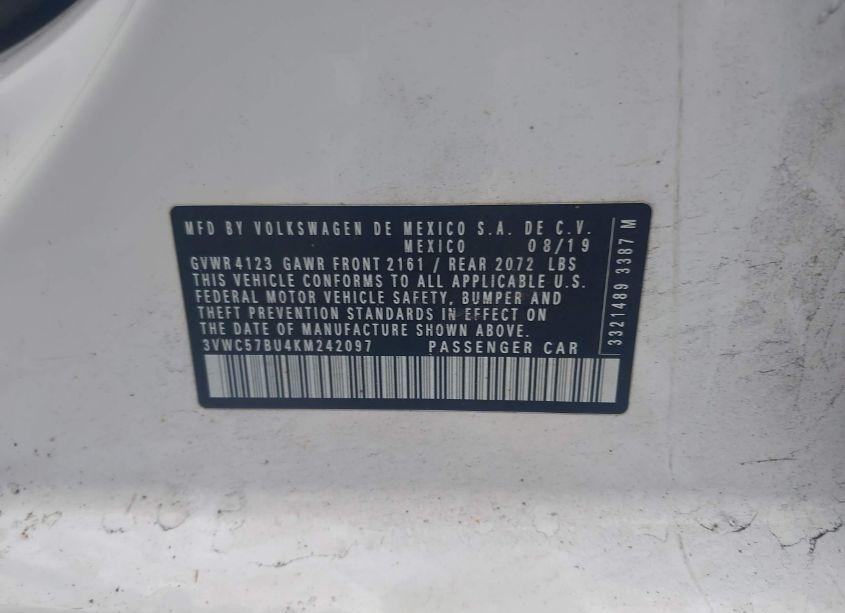 MFD BY VOLKSWAGEN DE MEXICO S.A. DE C.V.
MEXICO 08/19
GVWR 4123 GAWR FRONT 2161 / REAR 2072 LBS
THIS VEHICLE CONFORMS TO ALL APPLICABLE U.S.
FEDERAL MOTOR VEHICLE SAFETY, BUMPER AND
THEFT PREVENTION STANDARDS IN EFFECT ON
THE DATE OF MANUFACTURE SHOWN ABOVE.
3VWC57BU4KM242097 PASSENGER CAR
3321489 3387 M